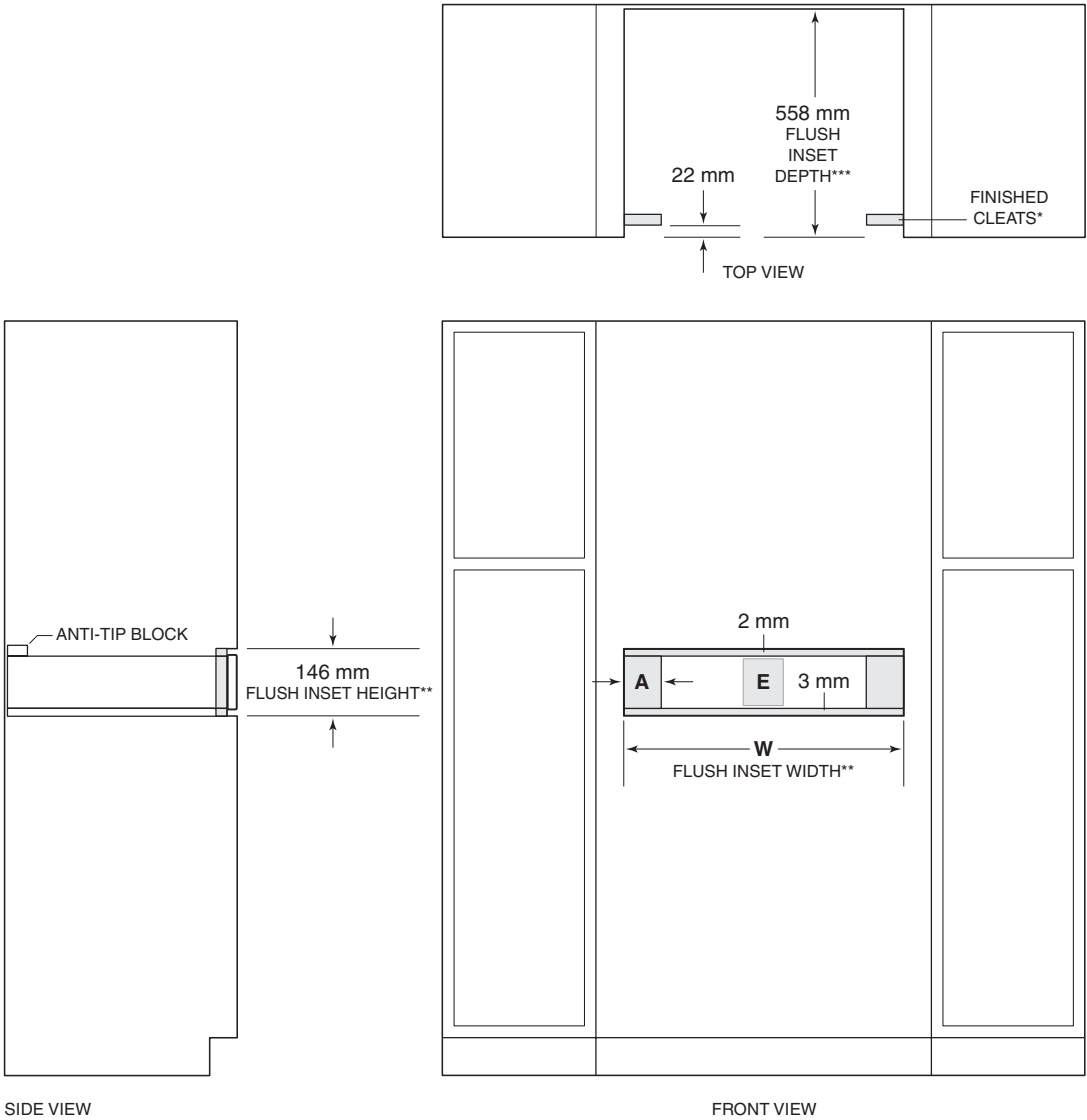 558 mm
FLUSH
INSET
DEPTH***
22 mm
FINISHED
CLEATS*
TOP VIEW
ANTI-TIP BLOCK
146 mm
FLUSH INSET HEIGHT**
2 mm
A
E
3 mm
W
FLUSH INSET WIDTH**
SIDE VIEW
FRONT VIEW